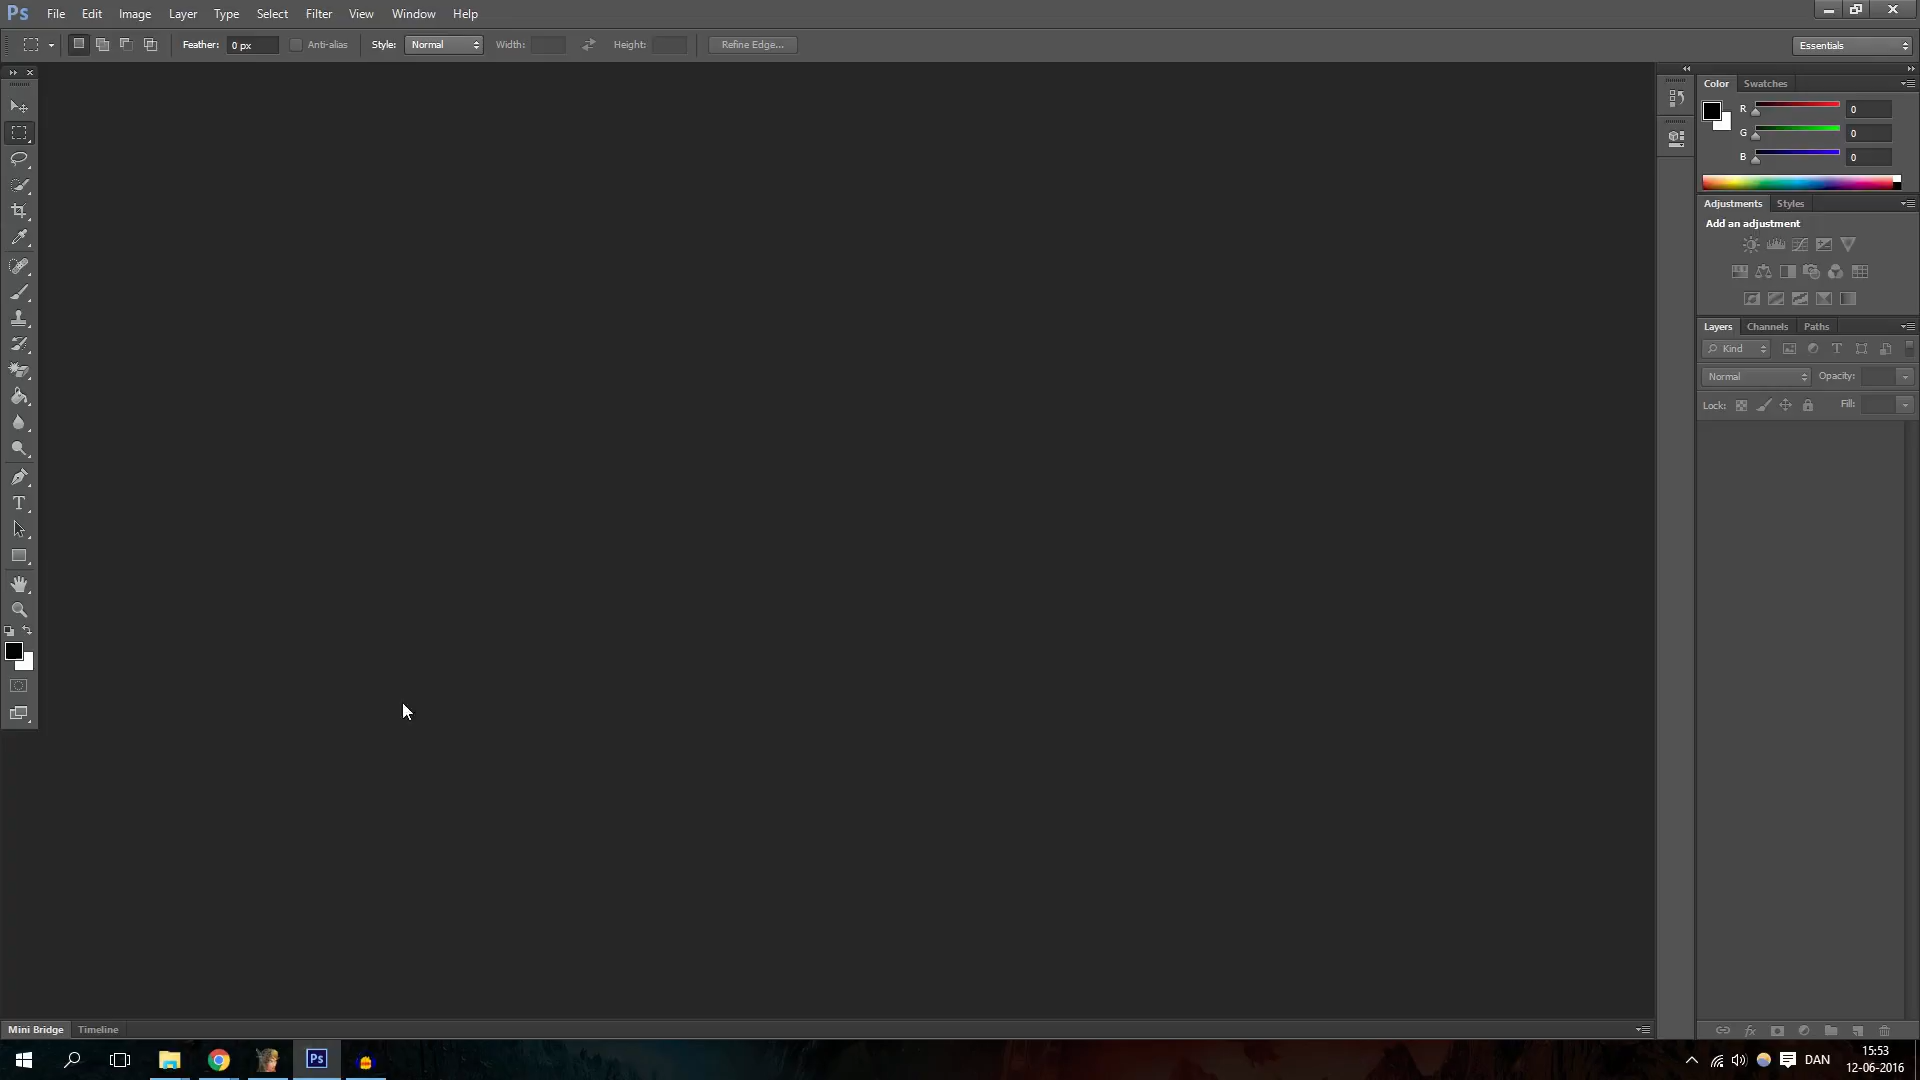 Ps File Edit Image Layer Type Select Filter View Window Help
Feather: 0 px Anti-alias Style: Normal Width: Height: Refine Edge... Essentials
Color Swatches
R 0
G 0
B 0
Adjustments Styles
Add an adjustment
Layers Channels Paths
Kind
Normal Opacity:
Lock: Fill:
Mini Bridge Timeline
Ps DAN 15:53
12-06-2016